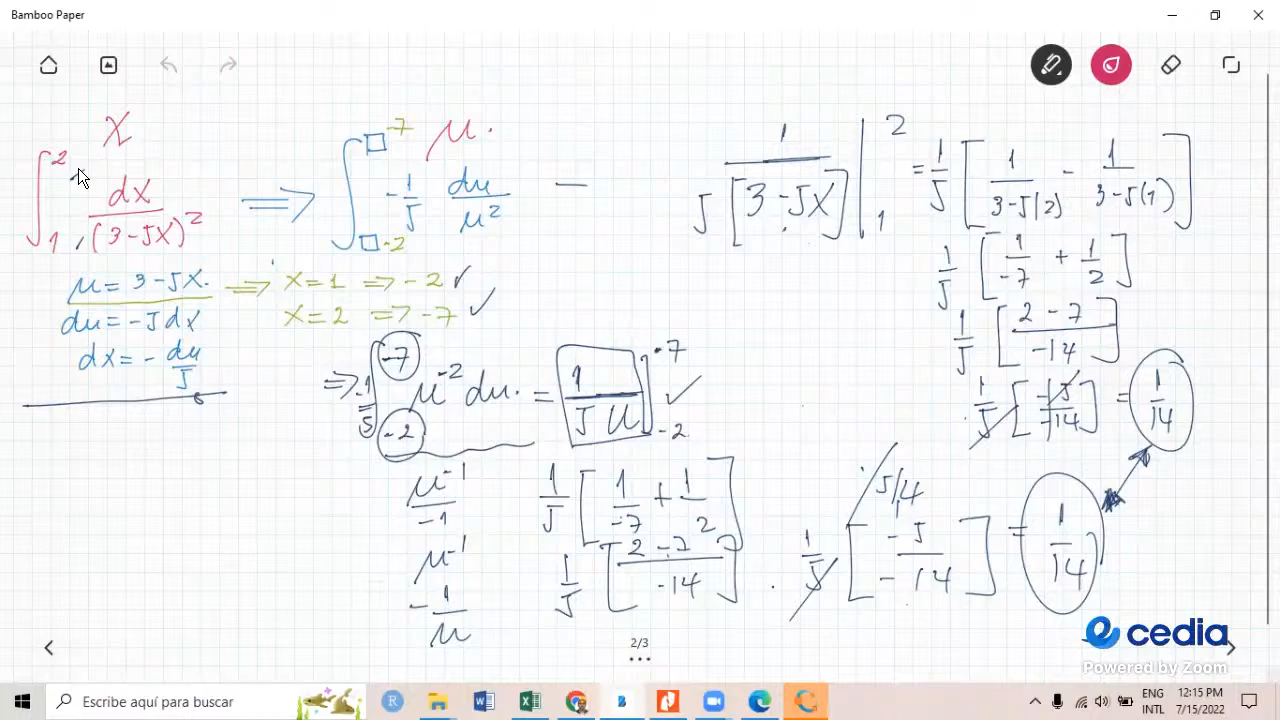 Bamboo Paper
x
∫₁² dx/(3-5x)²
⟹
μ.
∫ -2 -7 -1/5 du/μ²
μ = 3-5x. ⟹ x=1 ⟹ -2 ✓
x=2 ⟹ -7 ✓
du = -5dx
dx = -du/5
⟹ -1/5 ∫ -2 -7 μ⁻² du. = 1/5μ ] -2 -7 ✓
μ⁻¹/-1
μ⁻¹
-1/μ
1/5 [1/-7 + 1/2]
1/5 [2-7/-14]
1/5 [-5/-14] = 1/14
5/14
1/5[3-5x] | 1 2 = 1/5 [1/3-5(2) - 1/3-5(1)]
1/5 [1/-7 + 1/2]
1/5 [2-7/-14]
1/5 [-5/-14] = 1/14
cedia
Powered by Zoom
2/3
Escribe aquí para buscar
ENG
INTL
12:15 PM
7/15/2022